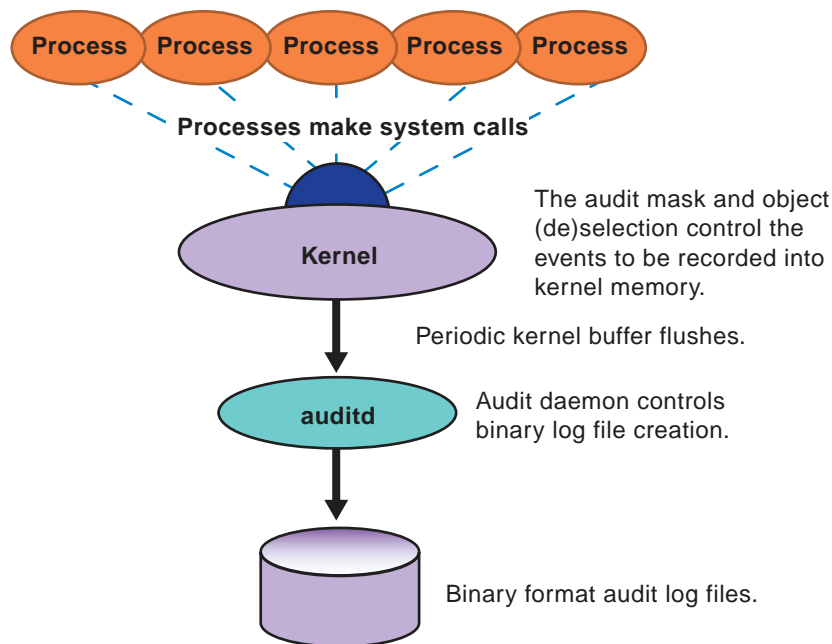 Process Process Process Process Process
Processes make system calls
The audit mask and object
(de)selection control the
events to be recorded into
kernel memory.
Kernel
Periodic kernel buffer flushes.
auditd
Audit daemon controls
binary log file creation.
Binary format audit log files.